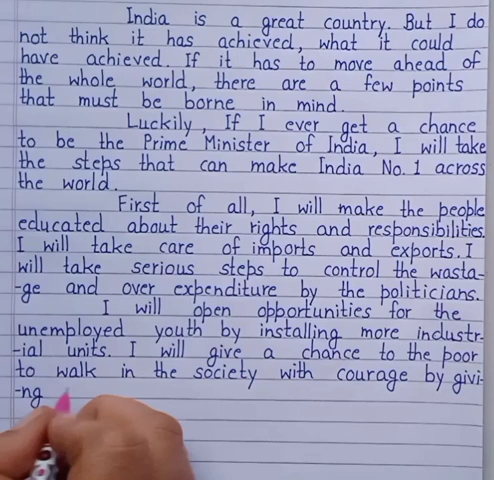 India is a great country. But I do
not think it has achieved, what it could
have achieved. If it has to move ahead of
the whole world, there are a few points
that must be borne in mind.
Luckily, If I ever get a chance
to be the Prime Minister of India, I will take
the steps that can make India No. 1 across
the world.
First of all, I will make the people
educated about their rights and responsibilities.
I will take care of imports and exports. I
will take serious steps to control the wasta-
-ge and over expenditure by the politicians.
I will open opportunities for the
unemployed youth by installing more industr-
-ial units. I will give a chance to the poor
to walk in the society with courage by givi-
-ng